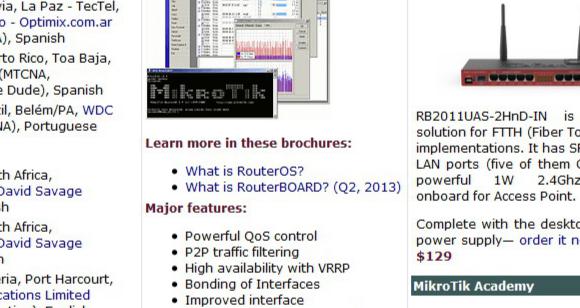 via, La Paz - TecTel,
o - Optimix.com.ar
), Spanish
rto Rico, Toa Baja,
(MTCNA,
e Dude), Spanish
il, Belém/PA, WDC
NA), Portuguese
h Africa,
David Savage
sh
h Africa,
David Savage
h
ria, Port Harcourt,
cations Limited
MikroTik
Learn more in these brochures:
What is RouterOS?
What is RouterBOARD? (Q2, 2013)
Major features:
Powerful QoS control
P2P traffic filtering
High availability with VRRP
Bonding of Interfaces
Improved interface
RB2011UAS-2HnD-IN is
solution for FTTH (Fiber To
implementations. It has SF
LAN ports (five of them G
powerful 1W 2.4Ghz
onboard for Access Point.
Complete with the deskto
power supply— order it n
$129
MikroTik Academy